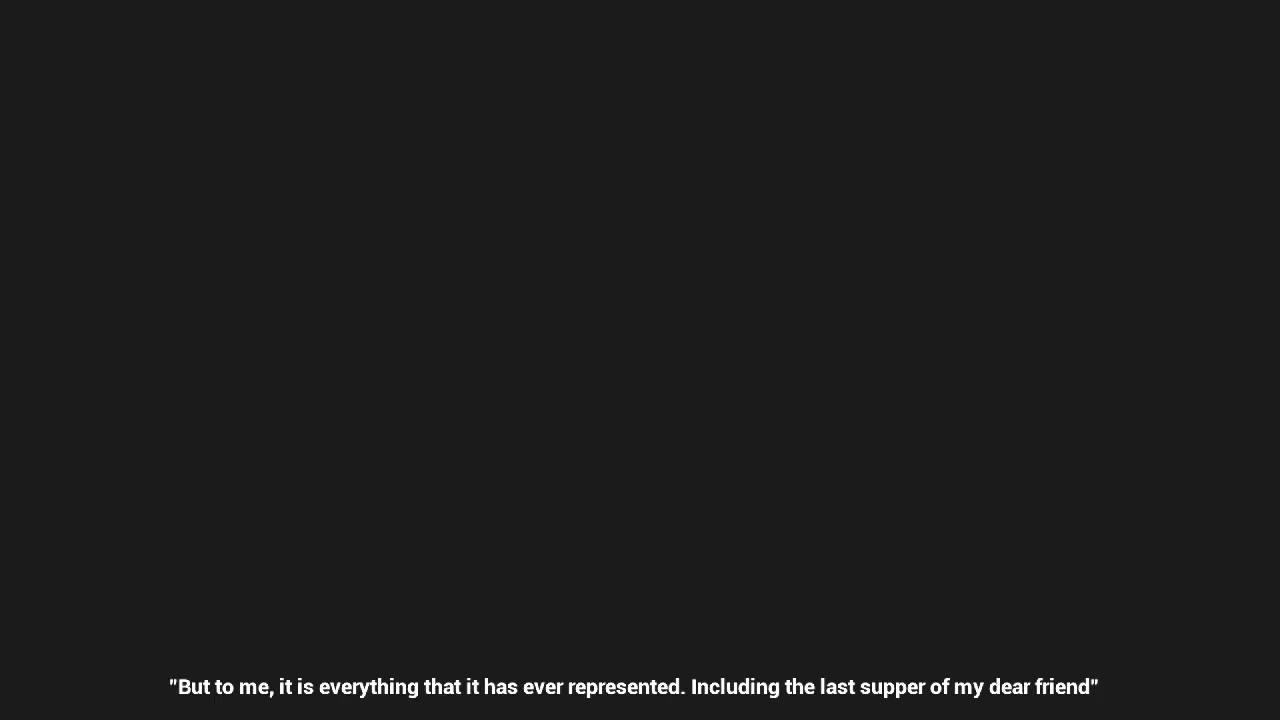 "But to me, it is everything that it has ever represented. Including the last supper of my dear friend"